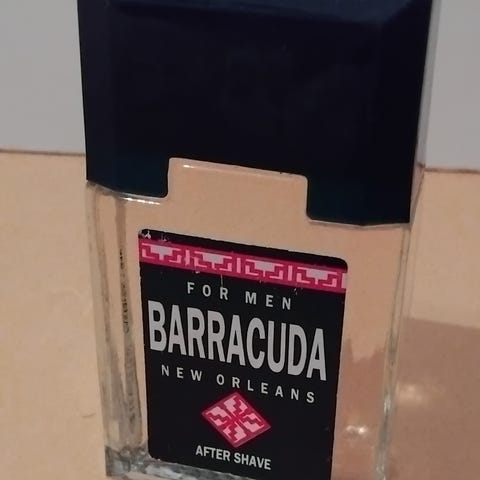 FOR MEN
BARRACUDA
NEW ORLEANS
AFTER SHAVE